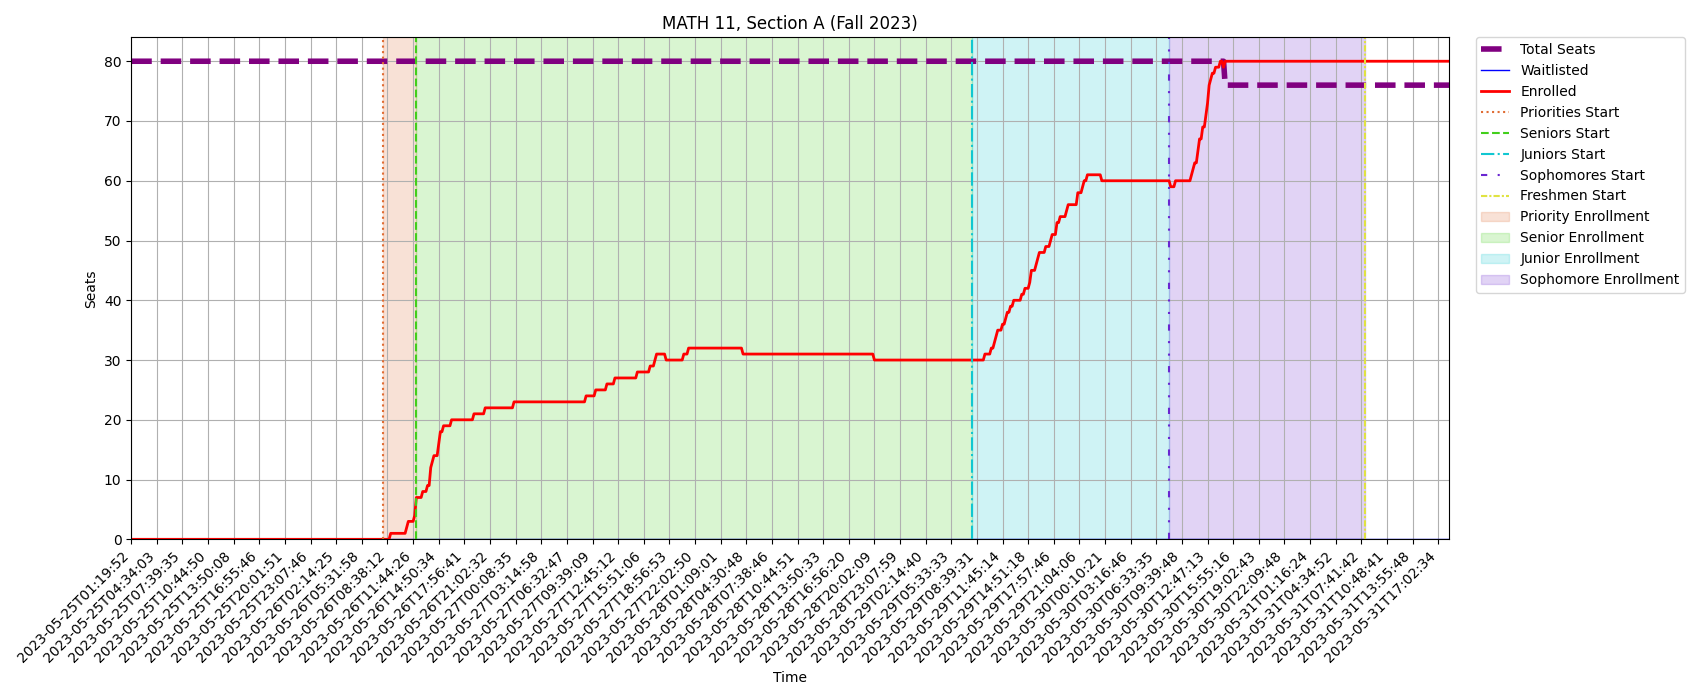 MATH 11, Section A (Fall 2023)
Total Seats
Waitlisted
Enrolled
Priorities Start
Seniors Start
Juniors Start
Sophomores Start
Freshmen Start
Priority Enrollment
Senior Enrollment
Junior Enrollment
Sophomore Enrollment
Seats
80
70
60
50
40
30
20
10
0
2023-05-25T01:19:52
2023-05-25T04:34:03
2023-05-25T07:39:35
2023-05-25T10:44:50
2023-05-25T13:50:08
2023-05-25T16:55:46
2023-05-25T20:01:51
2023-05-25T23:07:46
2023-05-26T02:14:25
2023-05-26T05:31:58
2023-05-26T08:38:12
2023-05-26T11:44:26
2023-05-26T14:50:34
2023-05-26T17:56:41
2023-05-26T21:02:32
2023-05-27T00:08:35
2023-05-27T03:14:58
2023-05-27T06:32:47
2023-05-27T09:39:09
2023-05-27T12:45:12
2023-05-27T15:51:06
2023-05-27T18:56:53
2023-05-27T22:02:50
2023-05-28T01:09:01
2023-05-28T04:30:48
2023-05-28T07:38:46
2023-05-28T10:44:51
2023-05-28T13:50:33
2023-05-28T16:56:20
2023-05-28T20:02:09
2023-05-28T23:07:59
2023-05-29T02:14:40
2023-05-29T05:33:33
2023-05-29T08:39:31
2023-05-29T11:45:14
2023-05-29T14:51:18
2023-05-29T17:57:46
2023-05-29T21:04:06
2023-05-30T00:10:21
2023-05-30T03:16:46
2023-05-30T06:33:35
2023-05-30T09:39:48
2023-05-30T12:47:13
2023-05-30T15:55:16
2023-05-30T19:02:43
2023-05-30T22:09:48
2023-05-31T01:16:24
2023-05-31T04:34:52
2023-05-31T07:41:42
2023-05-31T10:48:41
2023-05-31T13:55:48
2023-05-31T17:02:34
Time